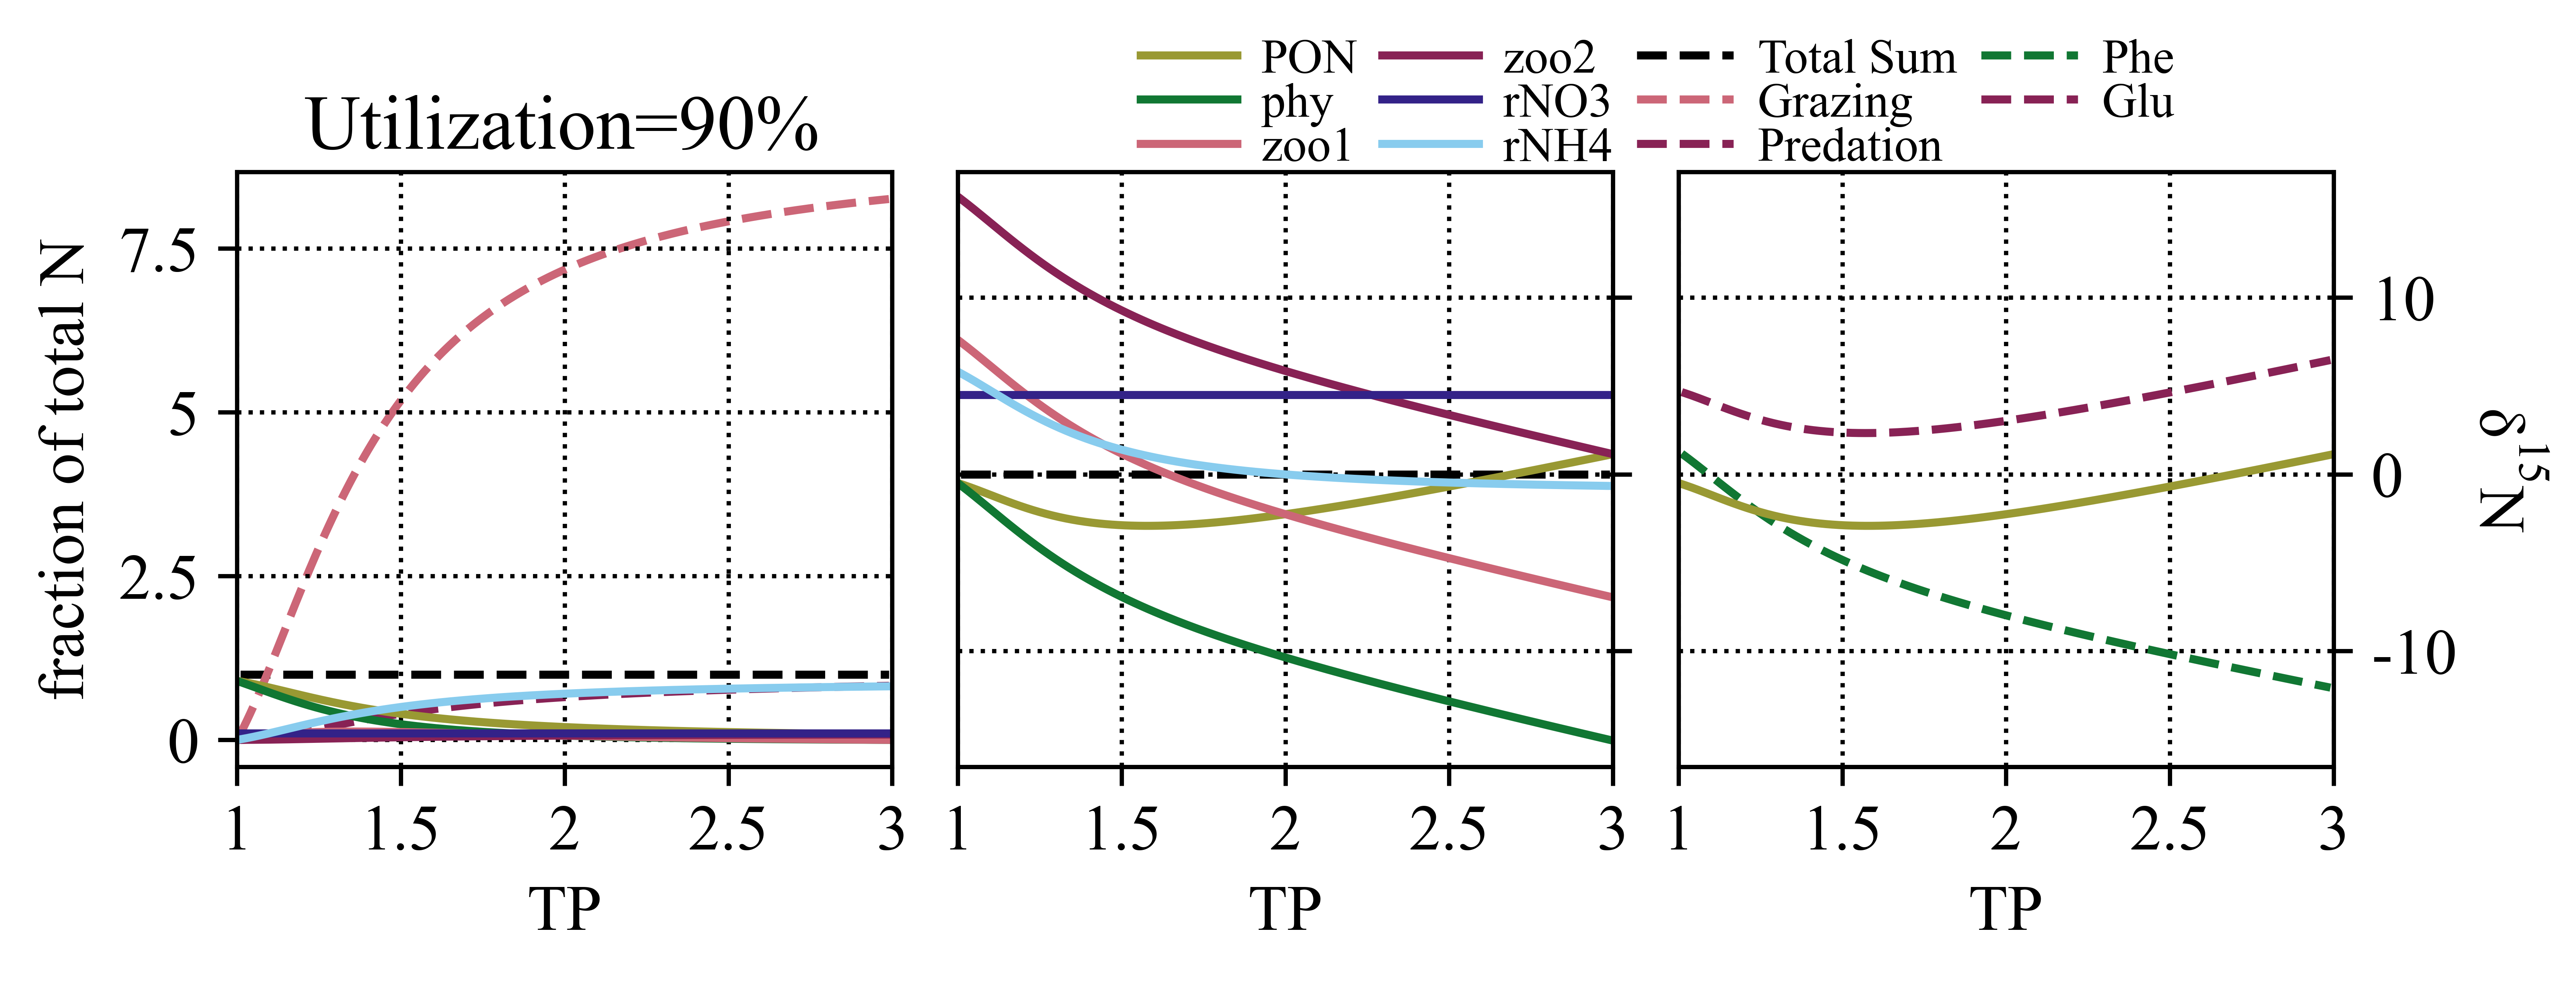 Utilization=90%
PON zoo2 Total Sum Phe
phy rNO3 Grazing Glu
zoo1 rNH4 Predation
fraction of total N
7.5
5
2.5
0
1 1.5 2 2.5 3
TP
1 1.5 2 2.5 3
TP
1 1.5 2 2.5 3
TP
10
0
-10
δ¹⁵N